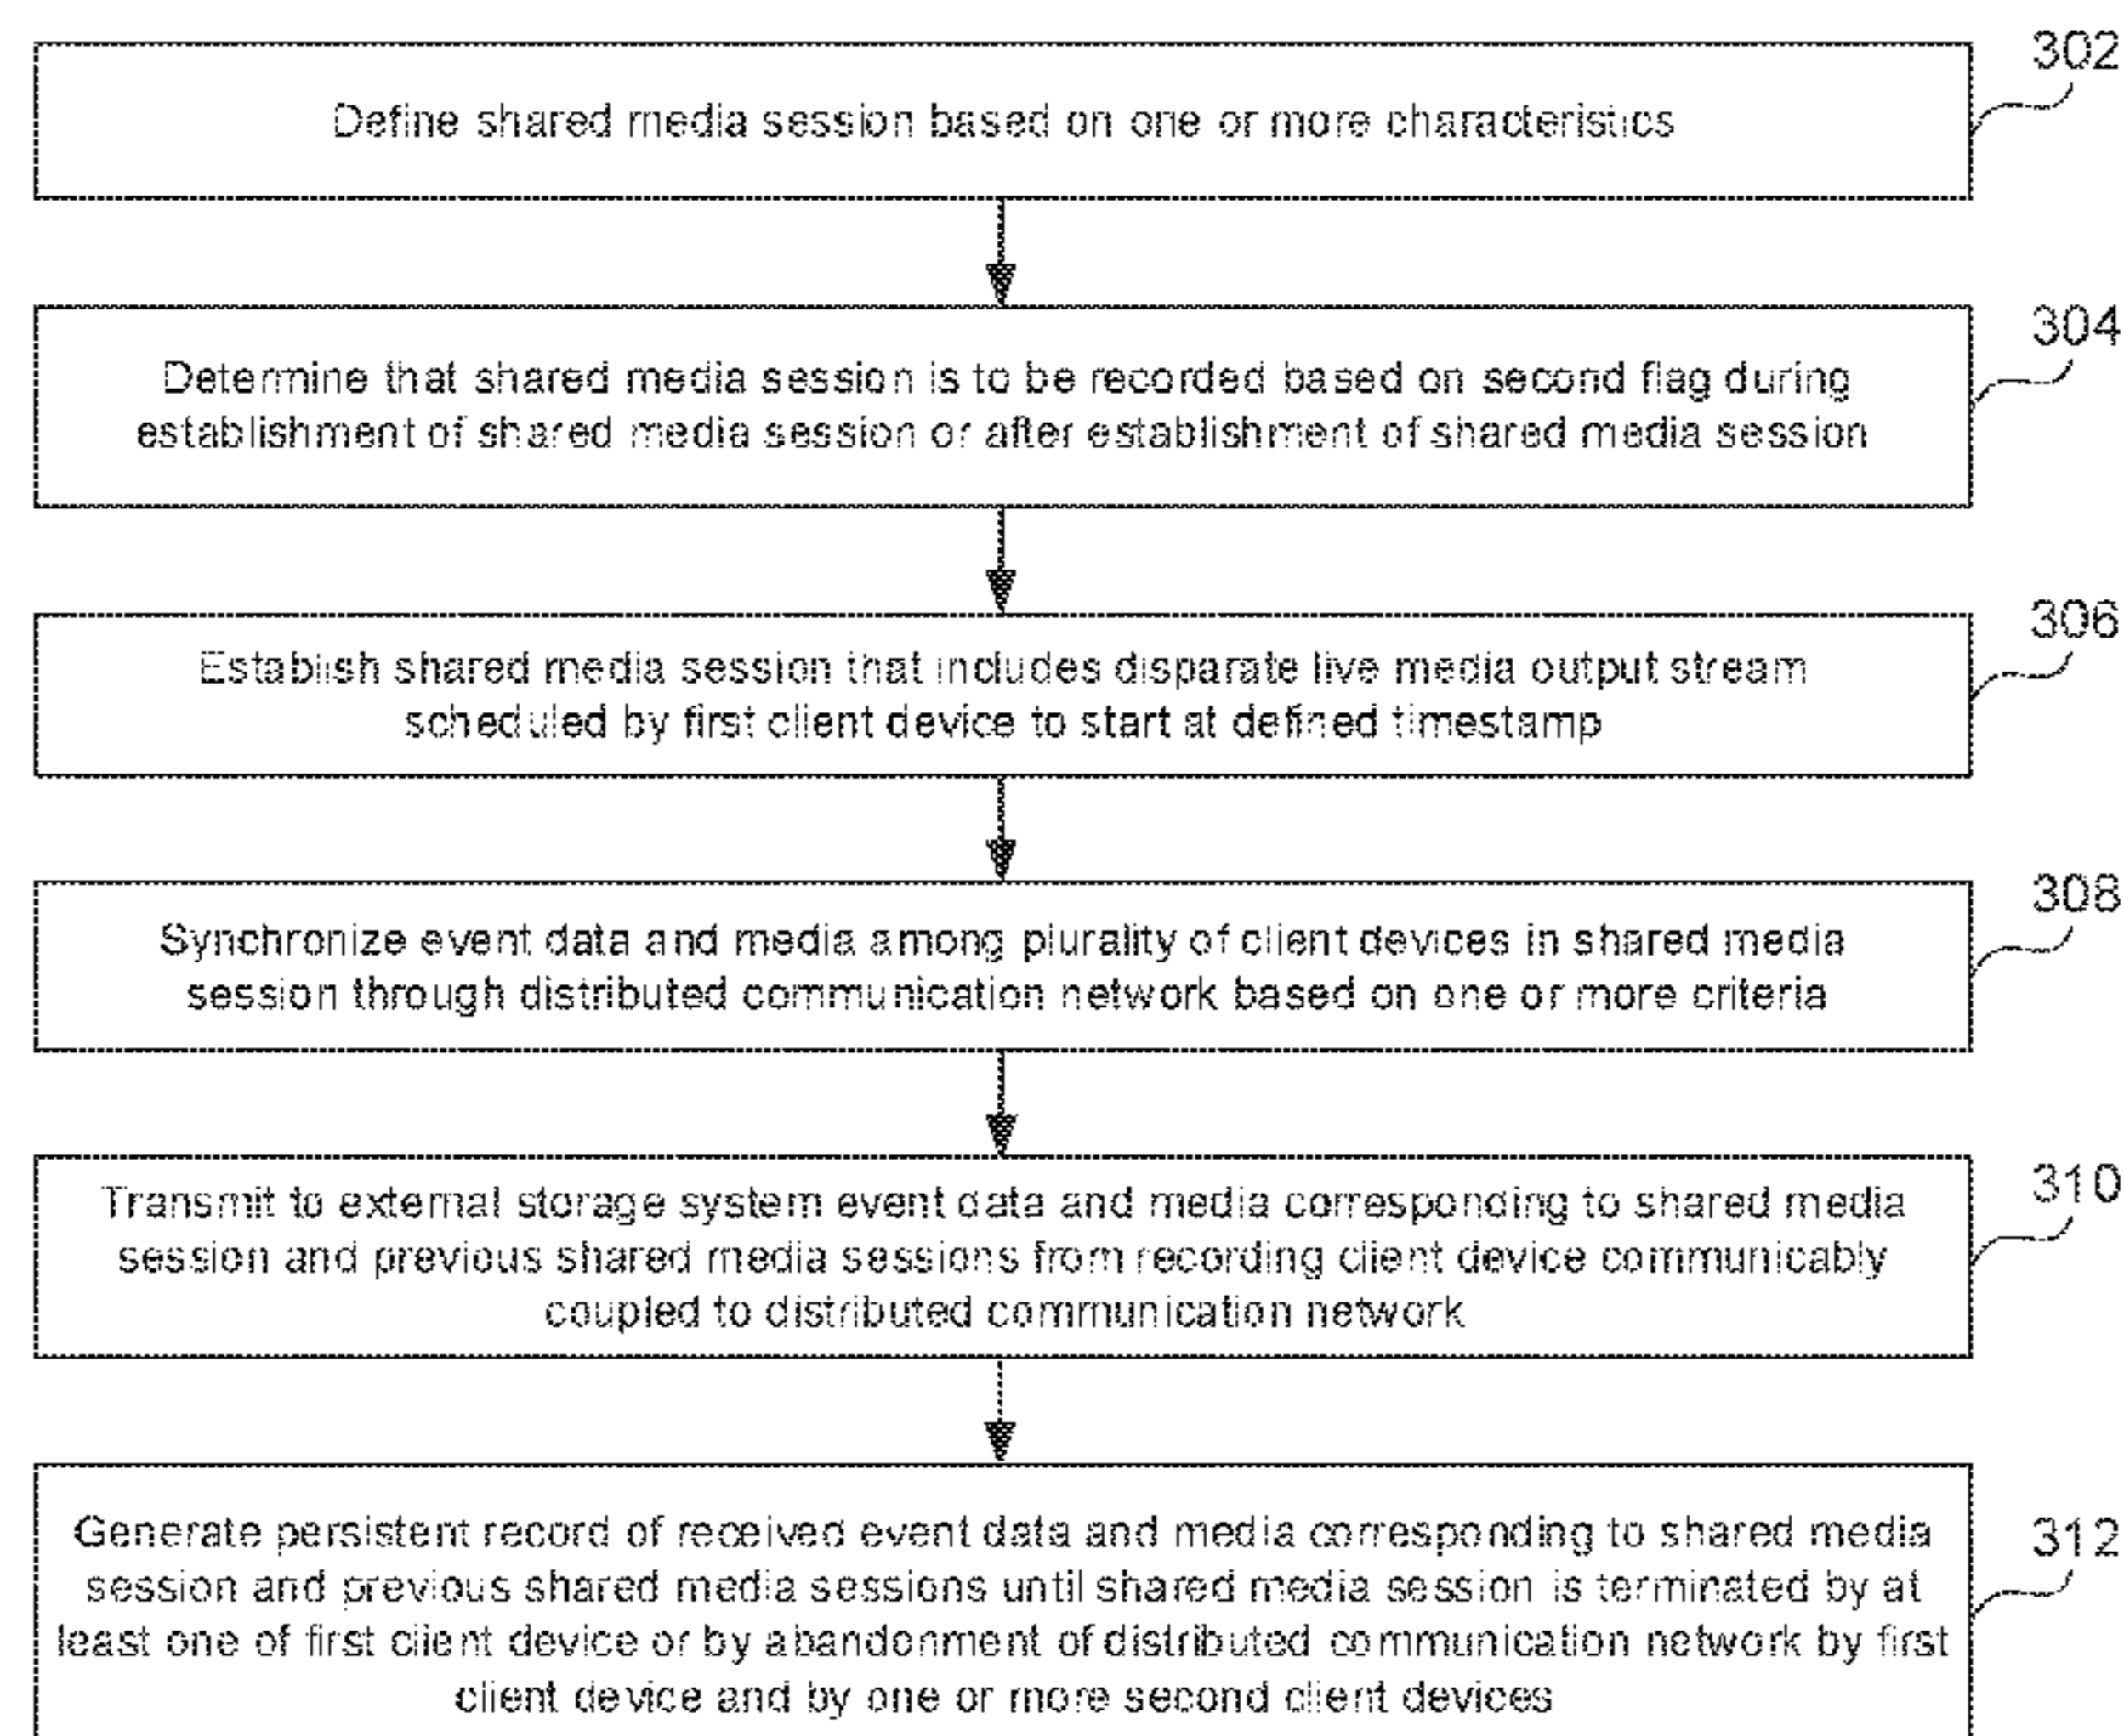 302
Define shared media session based on one or more characteristics
304
Determine that shared media session is to be recorded based on second flag during
establishment of shared media session or after establishment of shared media session
306
Establish shared media session that includes disparate live media output stream
scheduled by first client device to start at defined timestamp
308
Synchronize event data and media among plurality of client devices in shared media
session through distributed communication network based on one or more criteria
310
Transmit to external storage system event data and media corresponding to shared media
session and previous shared media sessions from recording client device communicably
coupled to distributed communication network
312
Generate persistent record of received event data and media corresponding to shared media
session and previous shared media sessions until shared media session is terminated by at
least one of first client device or by abandonment of distributed communication network by first
client device and by one or more second client devices